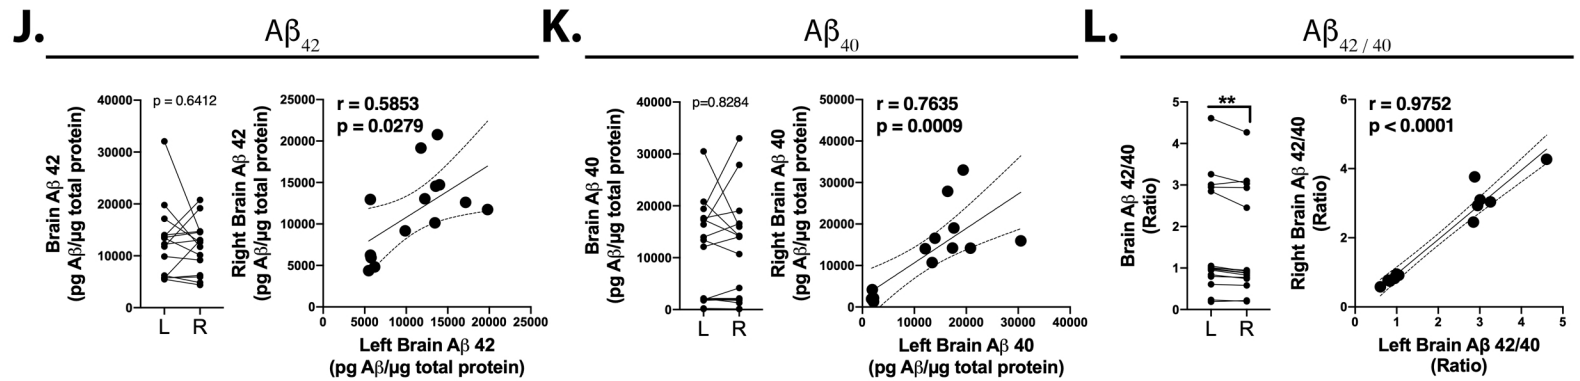 J.
Aβ42
Brain Aβ 42
(pg Aβ/µg total protein)
40000
30000
20000
10000
0
p = 0.6412
L R
Right Brain Aβ 42
(pg Aβ/µg total protein)
25000
20000
15000
10000
5000
0
r = 0.5853
p = 0.0279
0 5000 10000 15000 20000 25000
Left Brain Aβ 42
(pg Aβ/µg total protein)
K.
Aβ40
Brain Aβ 40
(pg Aβ/µg total protein)
40000
30000
20000
10000
0
p=0.8284
L R
Right Brain Aβ 40
(pg Aβ/µg total protein)
50000
40000
30000
20000
10000
0
r = 0.7635
p = 0.0009
0 10000 20000 30000 40000
Left Brain Aβ 40
(pg Aβ/µg total protein)
L.
Aβ42 / 40
Brain Aβ 42/40
(Ratio)
5
4
3
2
1
0
**
L R
Right Brain Aβ 42/40
(Ratio)
6
4
2
0
r = 0.9752
p < 0.0001
0 1 2 3 4 5
Left Brain Aβ 42/40
(Ratio)